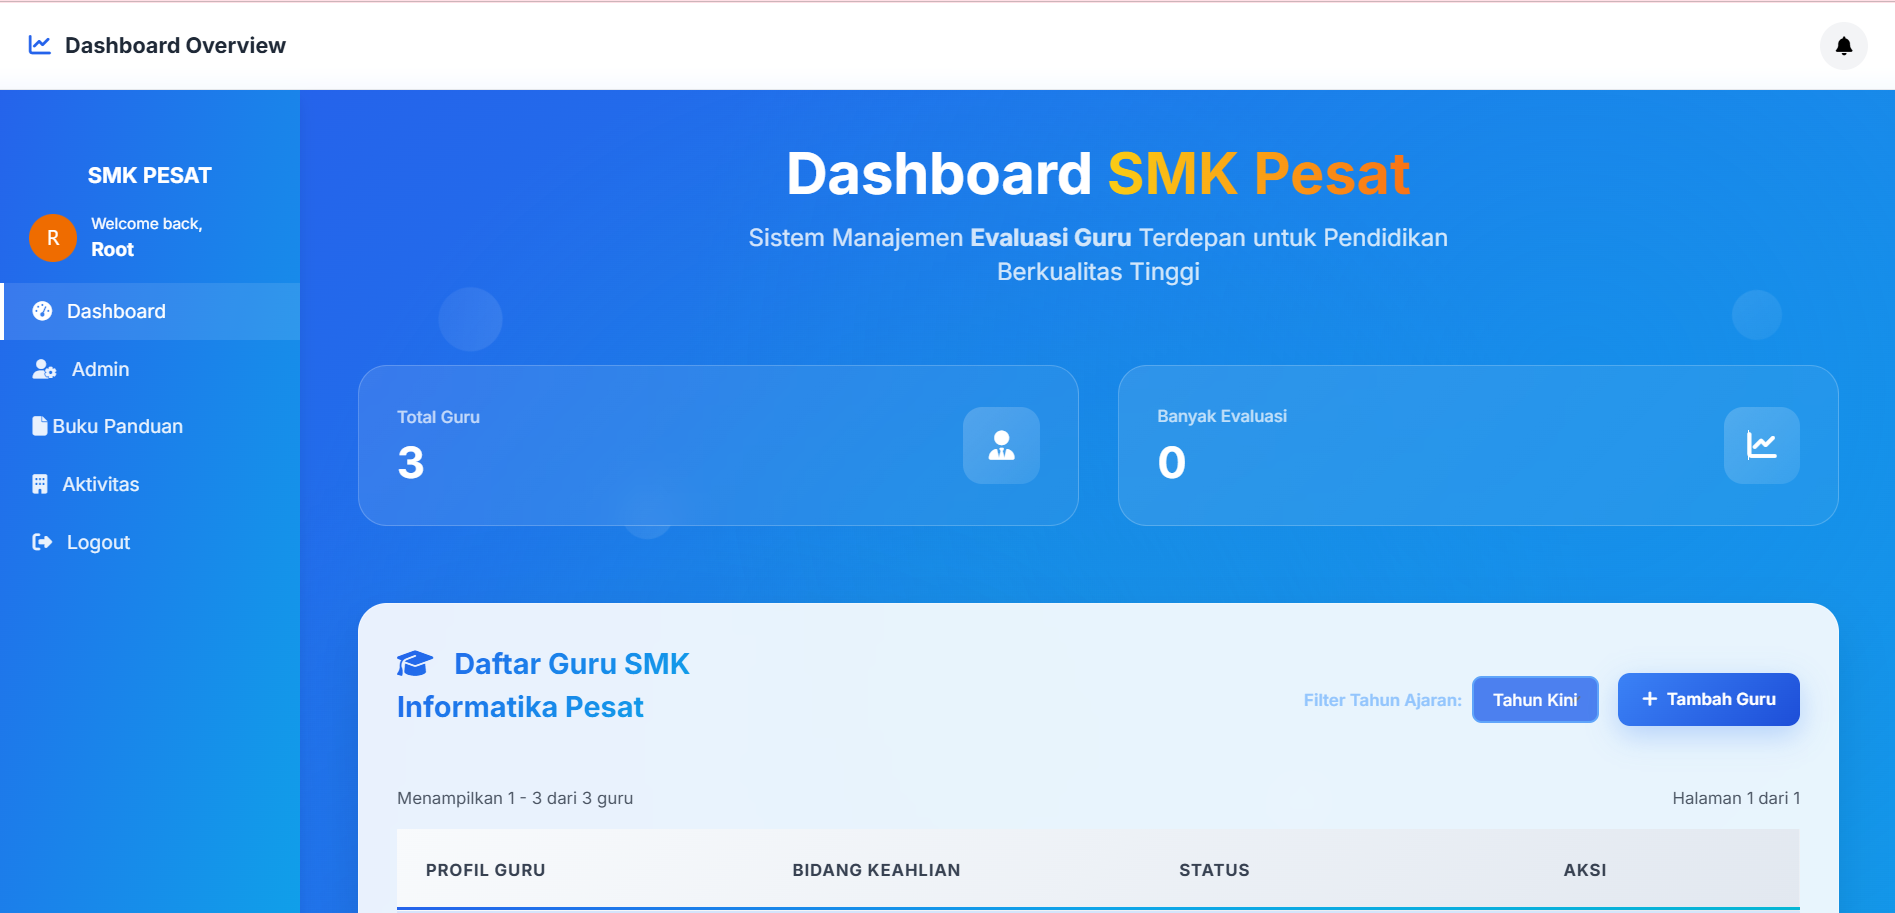 Dashboard Overview
SMK PESAT
R
Welcome back,
Root
Dashboard
Admin
Buku Panduan
Aktivitas
Logout
Dashboard SMK Pesat
Sistem Manajemen Evaluasi Guru Terdepan untuk Pendidikan
Berkualitas Tinggi
Total Guru
3
Banyak Evaluasi
0
Daftar Guru SMK
Informatika Pesat
Filter Tahun Ajaran: Tahun Kini
+ Tambah Guru
Menampilkan 1 - 3 dari 3 guru
Halaman 1 dari 1
PROFIL GURU BIDANG KEAHLIAN STATUS AKSI